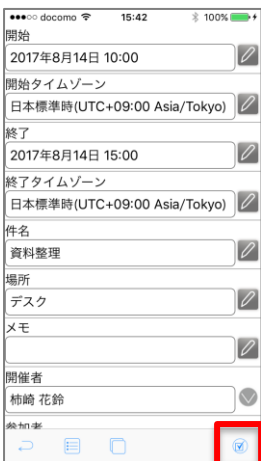 docomo 15:42 100%
開始
2017年8月14日 10:00
開始タイムゾーン
日本標準時(UTC+09:00 Asia/Tokyo)
終了
2017年8月14日 15:00
終了タイムゾーン
日本標準時(UTC+09:00 Asia/Tokyo)
件名
資料整理
場所
デスク
メモ
開催者
柿崎 花鈴
参加者